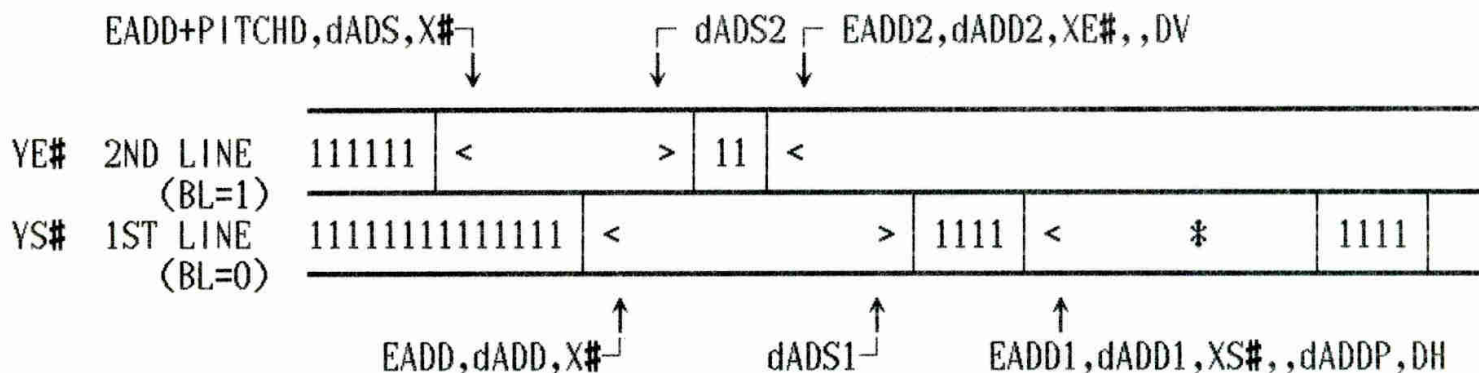 EADD+PITCHD,dADS,X# dADS2 EADD2,dADD2,XE#,,DV
YE# 2ND LINE 111111 < > 11 <
(BL=1)
YS# 1ST LINE 11111111111111 < > 1111 < * 1111
(BL=0)
EADD,dADD,X# dADS1 EADD1,dADD1,XS#,,dADDP,DH